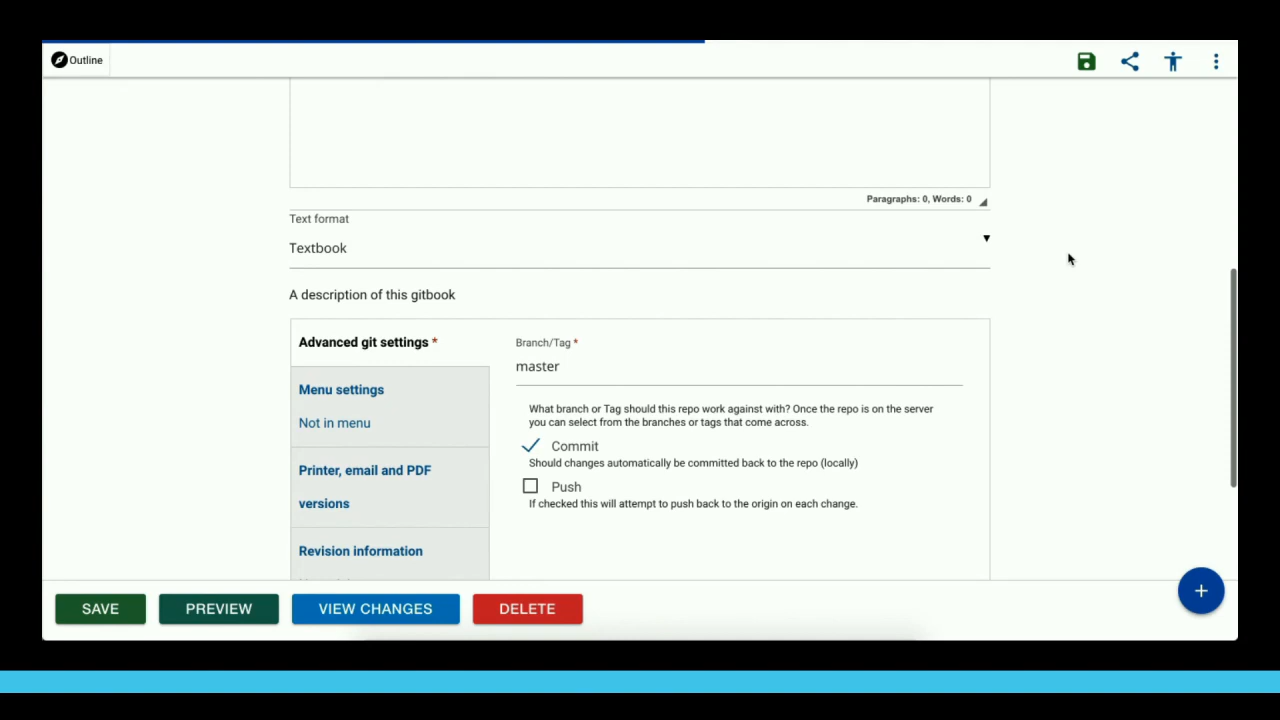 Outline
Paragraphs: 0, Words: 0
Text format
Textbook
A description of this gitbook
Advanced git settings *
Menu settings
Not in menu
Printer, email and PDF
versions
Revision information
Branch/Tag *
master
What branch or Tag should this repo work against with? Once the repo is on the server
you can select from the branches or tags that come across.
Commit
Should changes automatically be committed back to the repo (locally)
Push
If checked this will attempt to push back to the origin on each change.
SAVE
PREVIEW
VIEW CHANGES
DELETE